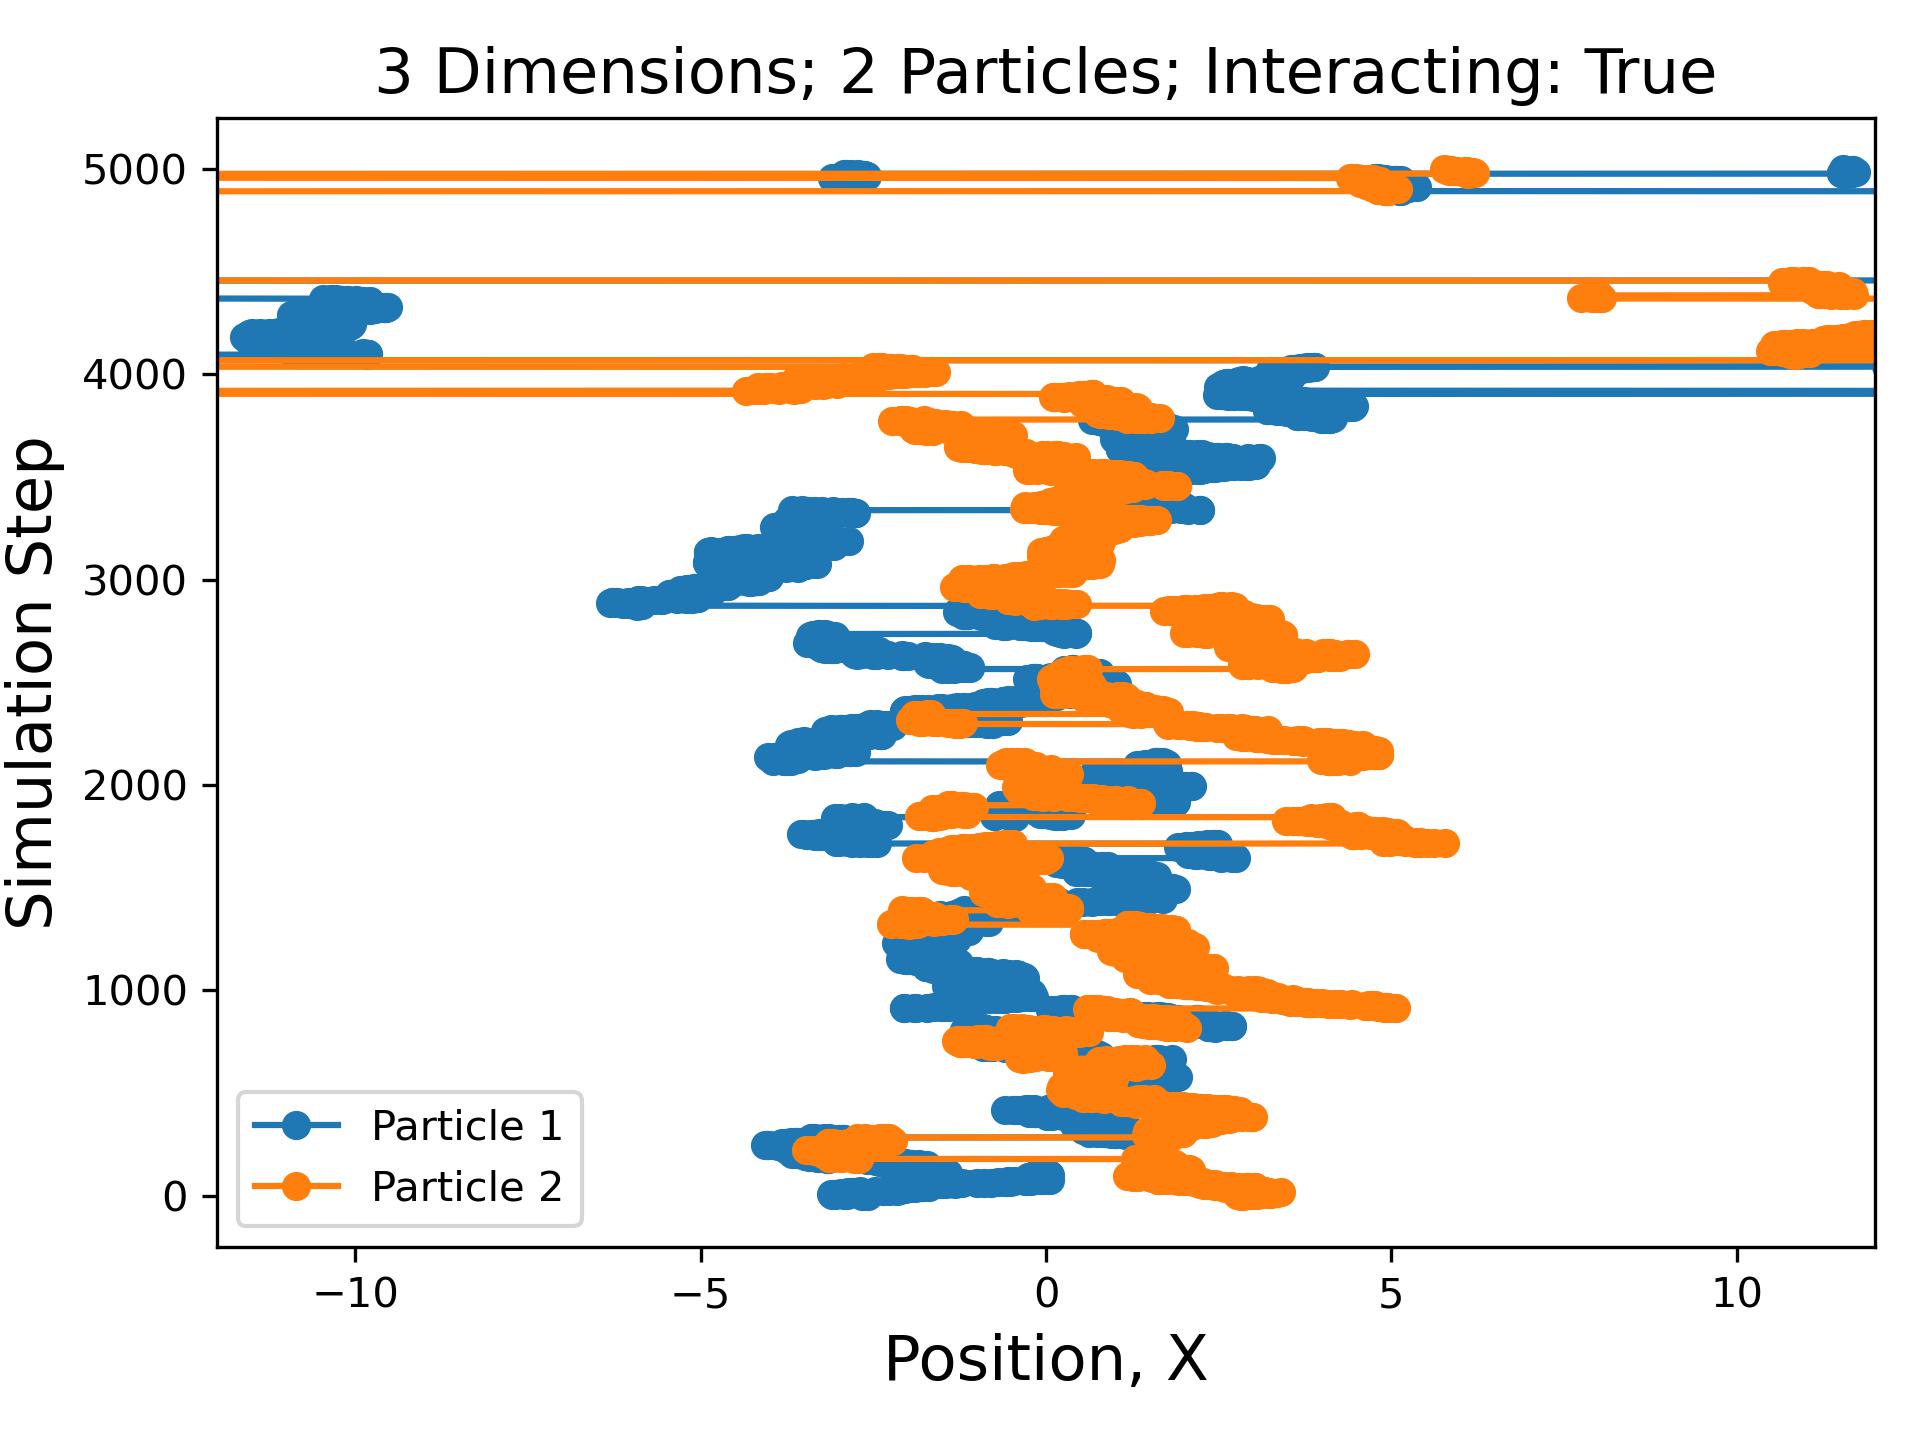 3 Dimensions; 2 Particles; Interacting: True
Simulation Step
5000
4000
3000
2000
1000
0
Particle 1
Particle 2
−10
−5
0
5
10
Position, X